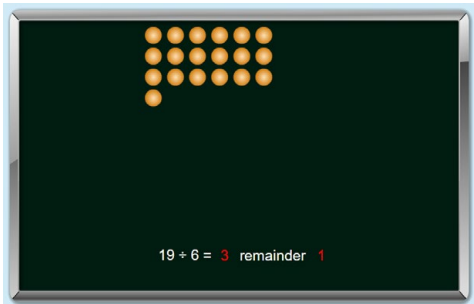 19 ÷ 6 = 3 remainder 1